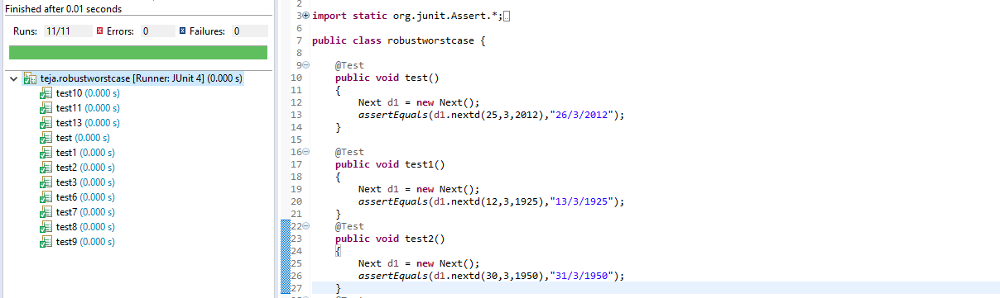 Finished after 0.01 seconds
Runs: 11/11 Errors: 0 Failures: 0
teja.robustworstcase [Runner: JUnit 4] (0.000 s)
test10 (0.000 s)
test11 (0.000 s)
test13 (0.000 s)
test (0.000 s)
test1 (0.000 s)
test2 (0.000 s)
test3 (0.000 s)
test6 (0.000 s)
test7 (0.000 s)
test8 (0.000 s)
test9 (0.000 s)
2
3 import static org.junit.Assert.*;
6
7 public class robustworstcase {
8
9 @Test
10 public void test()
11 {
12 Next d1 = new Next();
13 assertEquals(d1.nextd(25,3,2012),"26/3/2012");
14 }
15
16 @Test
17 public void test1()
18 {
19 Next d1 = new Next();
20 assertEquals(d1.nextd(12,3,1925),"13/3/1925");
21 }
22 @Test
23 public void test2()
24 {
25 Next d1 = new Next();
26 assertEquals(d1.nextd(30,3,1950),"31/3/1950");
27 }
@Test